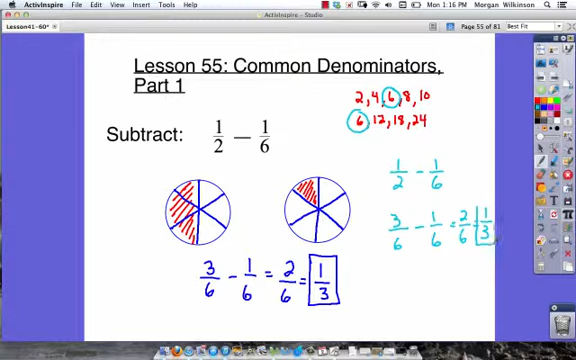 ActivInspire File Edit View Insert Tools Help Mon 1:16 PM Morgan Wilkinson
ActivInspire - Studio
Lesson41-60* Page 55 of 81 Best Fit
Lesson 55: Common Denominators,
Part 1
2, 4, 6, 8, 10
6, 12, 18, 24
Subtract: 1/2 − 1/6
1/2 - 1/6
3/6 - 1/6 = 2/6 = 1/3
3/6 - 1/6 = 2/6 = 1/3